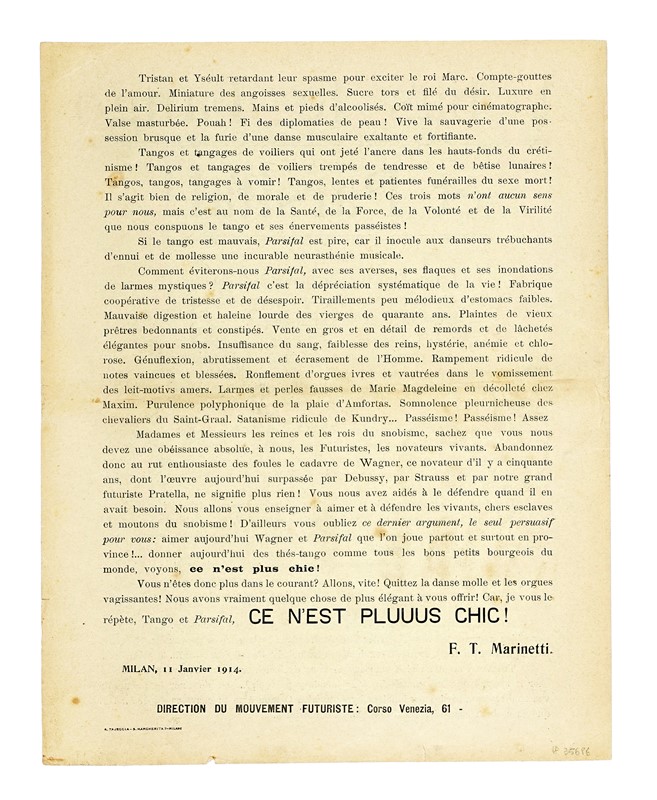 Tristan et Yséult retardant leur spasme pour exciter le roi Marc. Compte-gouttes
de l'amour. Miniature des angoisses sexuelles. Sucre tors et filé du désir. Luxure en
plein air. Delirium tremens. Mains et pieds d'alcoolisés. Coït mimé pour cinématographe.
Valse masturbée. Pouah! Fi des diplomaties de peau! Vive la sauvagerie d'une pos-
session brusque et la furie d'une danse musculaire exaltante et fortifiante.
Tangos et tangages de voiliers qui ont jeté l'ancre dans les hauts-fonds du créti-
nisme! Tangos et tangages de voiliers trempés de tendresse et de bêtise lunaires!
Tangos, tangos, tangages à vomir! Tangos, lentes et patientes funérailles du sexe mort!
Il s'agit bien de religion, de morale et de pruderie! Ces trois mots n'ont aucun sens
pour nous, mais c'est au nom de la Santé, de la Force, de la Volonté et de la Virilité
que nous conspuons le tango et ses énervements passéistes!
Si le tango est mauvais, Parsifal est pire, car il inocule aux danseurs trébuchants
d'ennui et de mollesse une incurable neurasthénie musicale.
Comment éviterons-nous Parsifal, avec ses averses, ses flaques et ses inondations
de larmes mystiques? Parsifal c'est la dépréciation systématique de la vie! Fabrique
coopérative de tristesse et de désespoir. Tiraillements peu mélodieux d'estomacs faibles.
Mauvaise digestion et haleine lourde des vierges de quarante ans. Plaintes de vieux
prêtres bedonnants et constipés. Vente en gros et en détail de remords et de lâchetés
élégantes pour snobs. Insuffisance du sang, faiblesse des reins, hystérie, anémie et chlo-
rose. Génuflexion, abrutissement et écrasement de l'Homme. Rampement ridicule de
notes vaincues et blessées. Ronflement d'orgues ivres et vautrées dans le vomissement
des leit-motivs amers. Larmes et perles fausses de Marie Magdeleine en décolleté chez
Maxim. Purulence polyphonique de la plaie d'Amfortas. Somnolence pleurnicheuse des
chevaliers du Saint-Graal. Satanisme ridicule de Kundry... Passéisme! Passéisme! Assez
Madames et Messieurs les reines et les rois du snobisme, sachez que vous nous
devez une obéissance absolue, à nous, les Futuristes, les novateurs vivants. Abandonnez
donc au rut enthousiaste des foules le cadavre de Wagner, ce novateur d'il y a cinquante
ans, dont l'œuvre aujourd'hui surpassée par Debussy, par Strauss et par notre grand
futuriste Pratella, ne signifie plus rien! Vous nous avez aidés à le défendre quand il en
avait besoin. Nous allons vous enseigner à aimer et à défendre les vivants, chers esclaves
et moutons du snobisme! D'ailleurs vous oubliez ce dernier argument, le seul persuasif
pour vous: aimer aujourd'hui Wagner et Parsifal que l'on joue partout et surtout en pro-
vince!... donner aujourd'hui des thés-tango comme tous les bons petits bourgeois du
monde, voyons, ce n'est plus chic!
Vous n'êtes donc plus dans le courant? Allons, vite! Quittez la danse molle et les orgues
vagissantes! Nous avons vraiment quelque chose de plus élégant à vous offrir! Car, je vous le
répète, Tango et Parsifal, CE N'EST PLUUUS CHIC!
F. T. Marinetti.
MILAN, 11 Janvier 1914.
DIRECTION DU MOUVEMENT FUTURISTE: Corso Venezia, 61 -